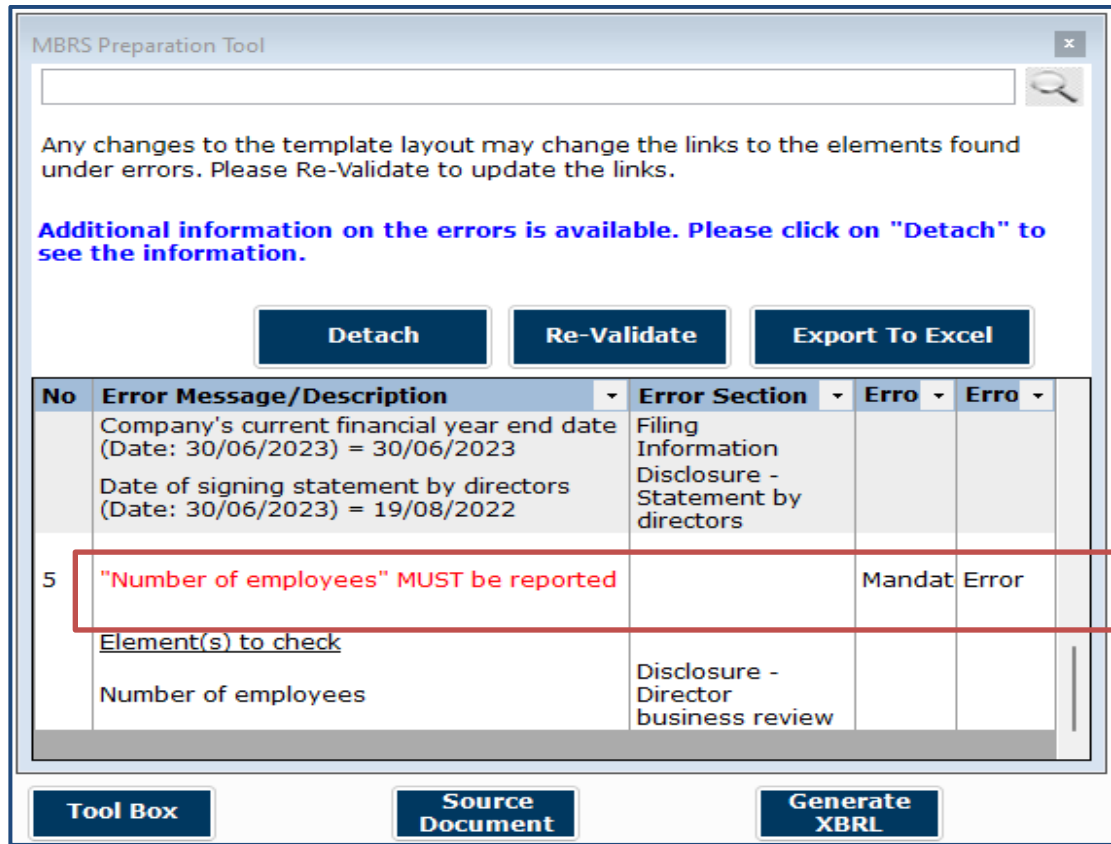 MBRS Preparation Tool
x
Any changes to the template layout may change the links to the elements found
under errors. Please Re-Validate to update the links.
Additional information on the errors is available. Please click on "Detach" to
see the information.
Detach Re-Validate Export To Excel
No Error Message/Description Error Section Erro Erro
Company's current financial year end date
(Date: 30/06/2023) = 30/06/2023
Filing
Information
Date of signing statement by directors
(Date: 30/06/2023) = 19/08/2022
Disclosure -
Statement by
directors
5 "Number of employees" MUST be reported Mandat Error
Element(s) to check
Number of employees
Disclosure -
Director
business review
Tool Box
Source
Document
Generate
XBRL